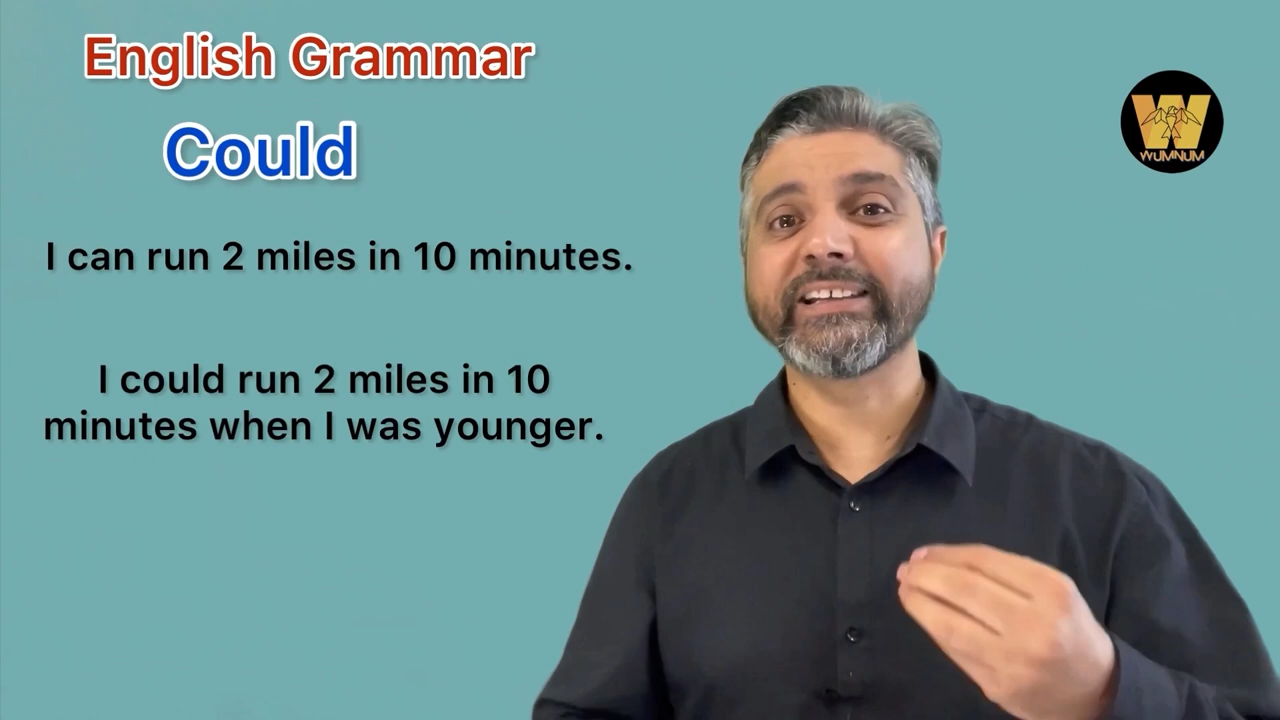 English Grammar
Could
I can run 2 miles in 10 minutes.
I could run 2 miles in 10
minutes when I was younger.
W
WUMNUM